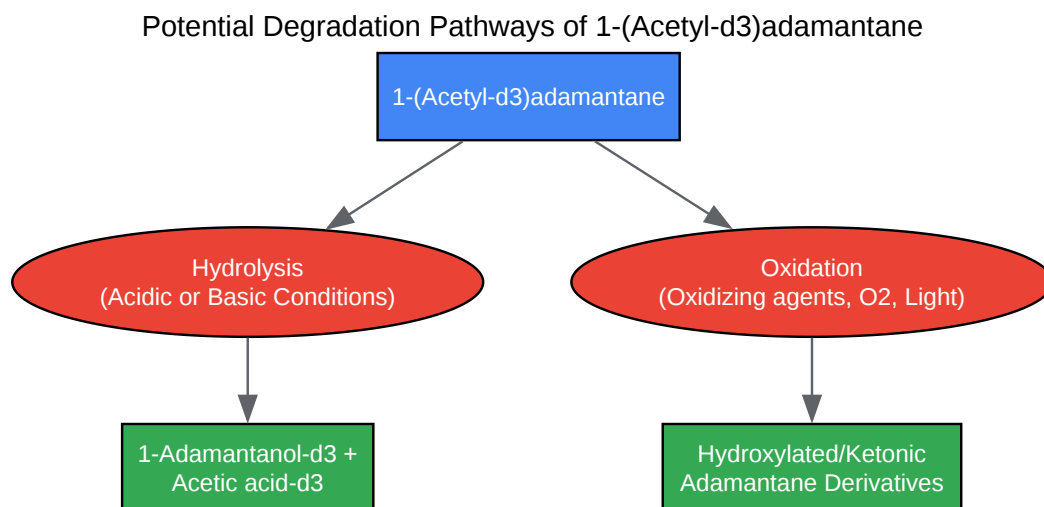 Potential Degradation Pathways of 1-(Acetyl-d3)adamantane
1-(Acetyl-d3)adamantane
Hydrolysis
(Acidic or Basic Conditions)
Oxidation
(Oxidizing agents, O2, Light)
1-Adamantanol-d3 +
Acetic acid-d3
Hydroxylated/Ketonic
Adamantane Derivatives